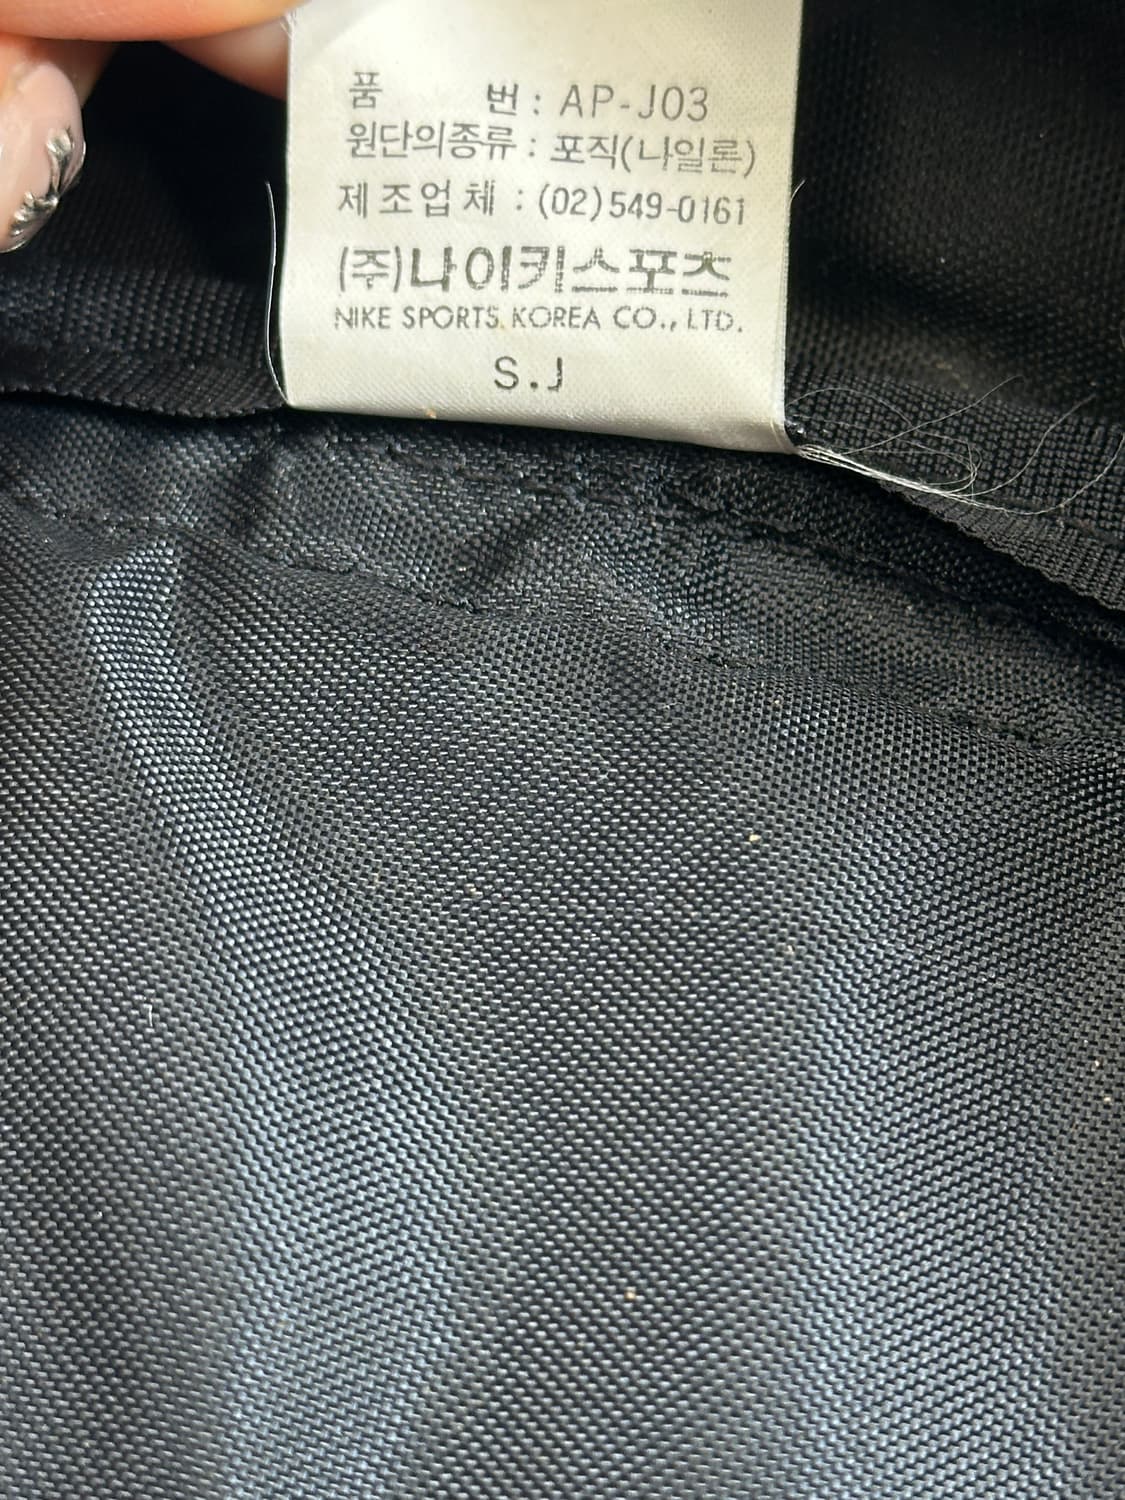 품 번 : AP-J03
원단의종류 : 포직(나일론)
제조업체 : (02)549-0161
(주)나이키스포츠
NIKE SPORTS KOREA CO., LTD.
S.J